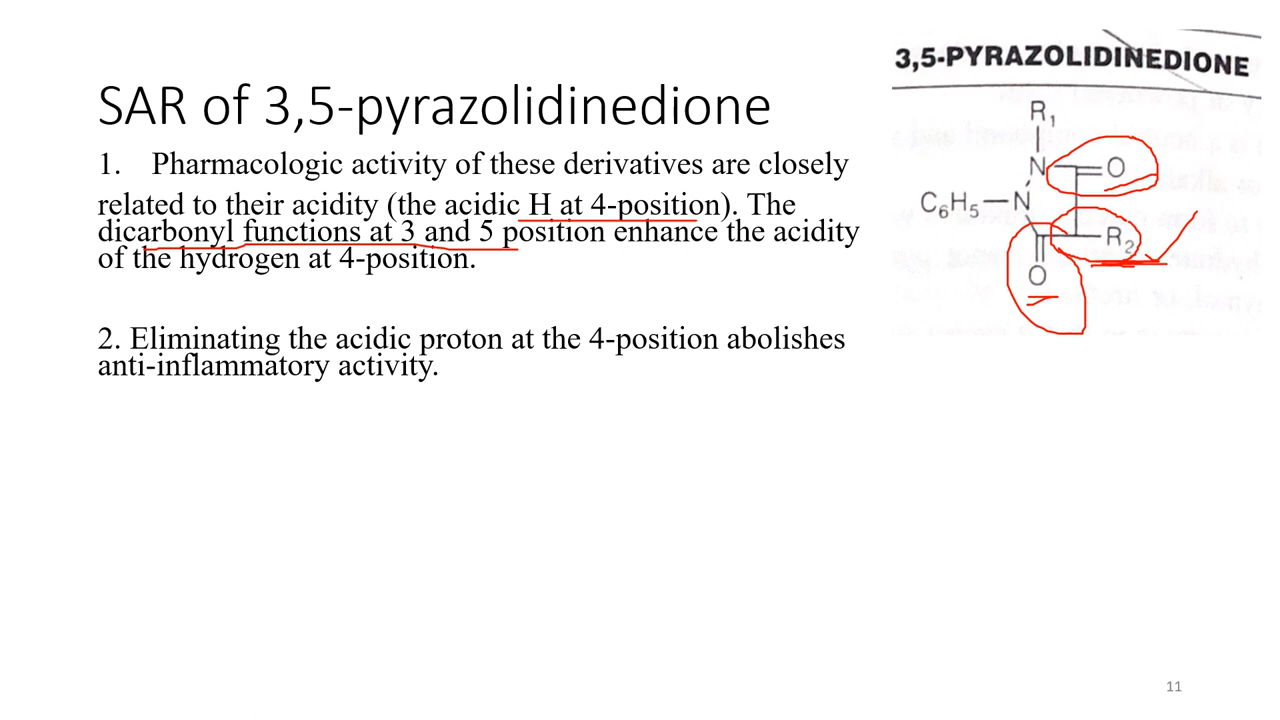 SAR of 3,5-pyrazolidinedione
1. Pharmacologic activity of these derivatives are closely
related to their acidity (the acidic H at 4-position). The
dicarbonyl functions at 3 and 5 position enhance the acidity
of the hydrogen at 4-position.
2. Eliminating the acidic proton at the 4-position abolishes
anti-inflammatory activity.
3,5-PYRAZOLIDINEDIONE
R₁
N
O
C₆H₅—N
R₂
O
11